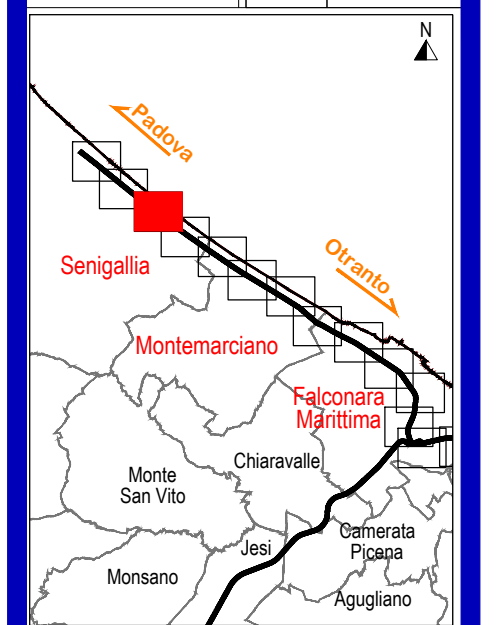 N
Padova
Otranto
Senigallia
Montemarciano
Falconara
Marittima
Chiaravalle
Monte
San Vito
Camerata
Picena
Jesi
Monsano
Agugliano